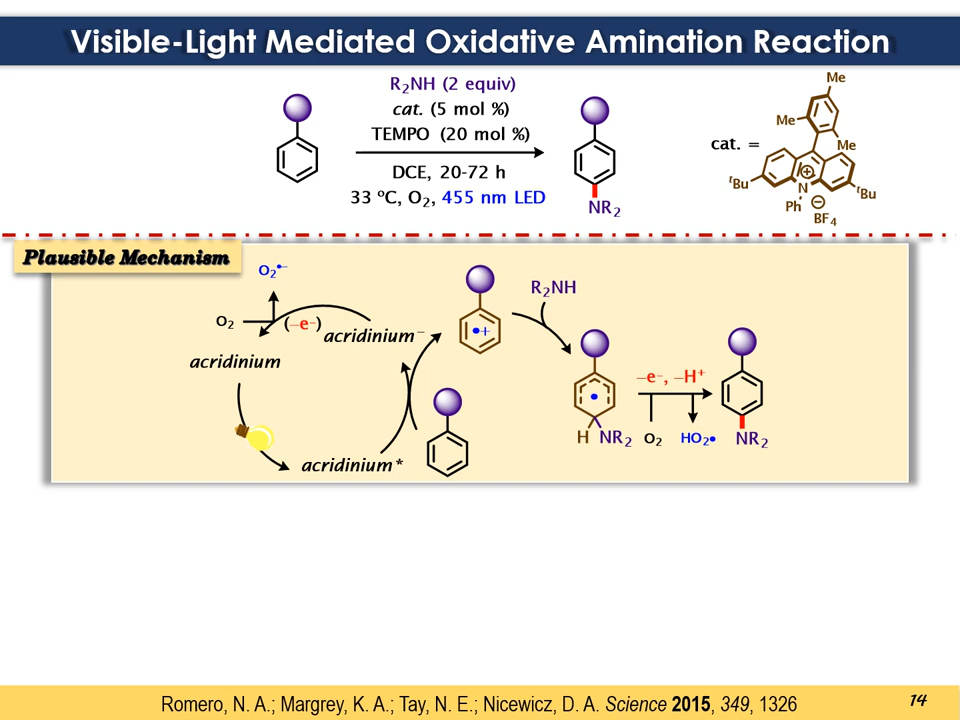 Visible-Light Mediated Oxidative Amination Reaction
R₂NH (2 equiv)
cat. (5 mol %)
TEMPO (20 mol %)
DCE, 20-72 h
33 ºC, O₂, 455 nm LED
NR₂
cat. =
Me
Me
Me
ᵗBu
N
ᵗBu
Ph
BF₄
Plausible Mechanism
O₂•−
O₂
(−e−)
acridinium−
acridinium
acridinium*
•+
R₂NH
H NR₂
−e−, −H+
O₂
HO₂•
NR₂
Romero, N. A.; Margrey, K. A.; Tay, N. E.; Nicewicz, D. A. Science 2015, 349, 1326
14